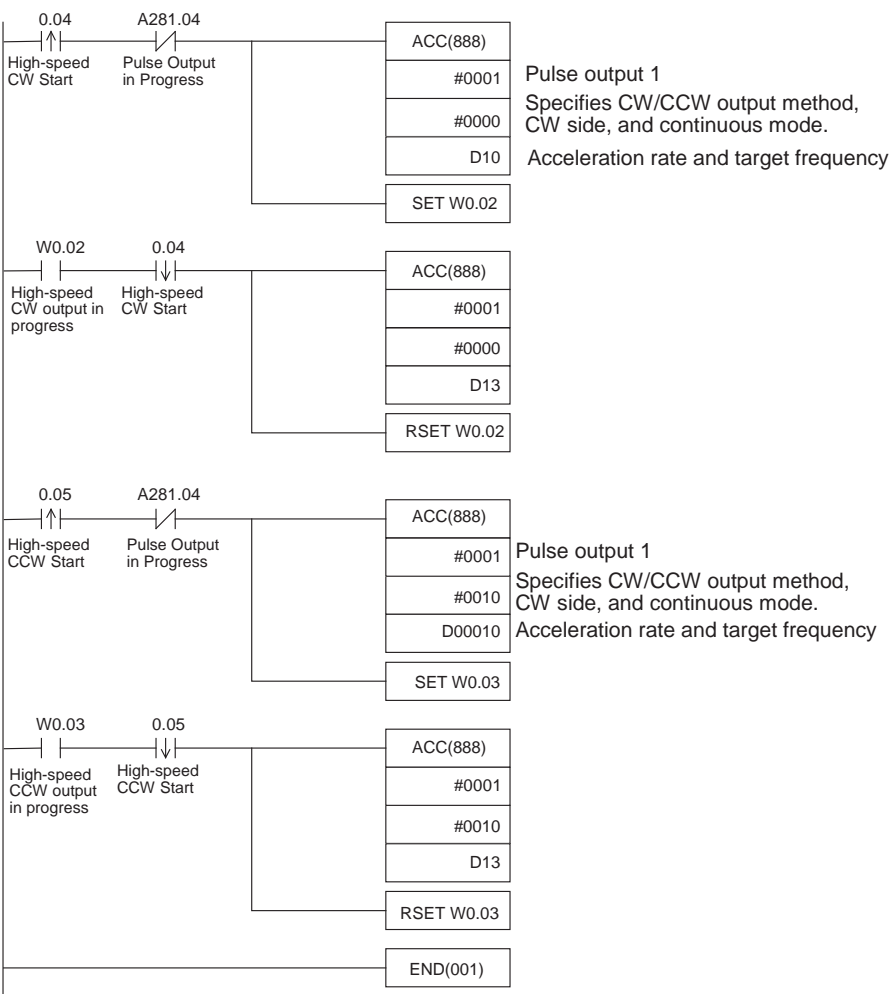 0.04 A281.04
High-speed CW Start
Pulse Output in Progress
ACC(888)
#0001 Pulse output 1
#0000 Specifies CW/CCW output method, CW side, and continuous mode.
D10 Acceleration rate and target frequency
SET W0.02
W0.02 0.04
High-speed CW output in progress
High-speed CW Start
ACC(888)
#0001
#0000
D13
RSET W0.02
0.05 A281.04
High-speed CCW Start
Pulse Output in Progress
ACC(888)
#0001 Pulse output 1
#0010 Specifies CW/CCW output method, CW side, and continuous mode.
D00010 Acceleration rate and target frequency
SET W0.03
W0.03 0.05
High-speed CCW output in progress
High-speed CCW Start
ACC(888)
#0001
#0010
D13
RSET W0.03
END(001)